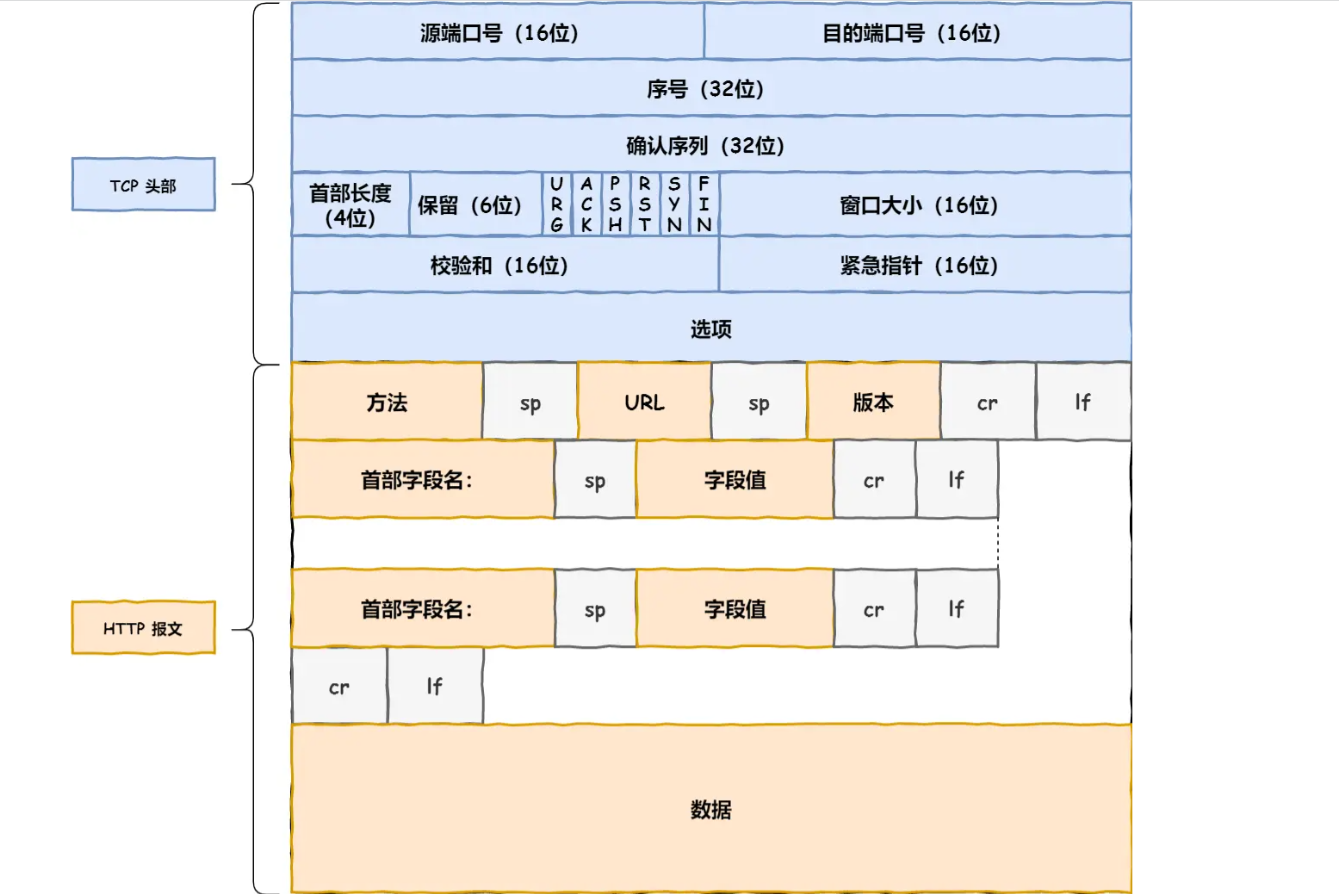 源端口号（16位）
目的端口号（16位）
序号（32位）
确认序列（32位）
TCP 头部
首部长度
(4位)
保留（6位）
URG
ACK
PSH
RST
SYN
FIN
窗口大小（16位）
校验和（16位）
紧急指针（16位）
选项
方法
sp
URL
sp
版本
cr
lf
首部字段名：
sp
字段值
cr
lf
首部字段名：
sp
字段值
cr
lf
HTTP 报文
cr
lf
数据